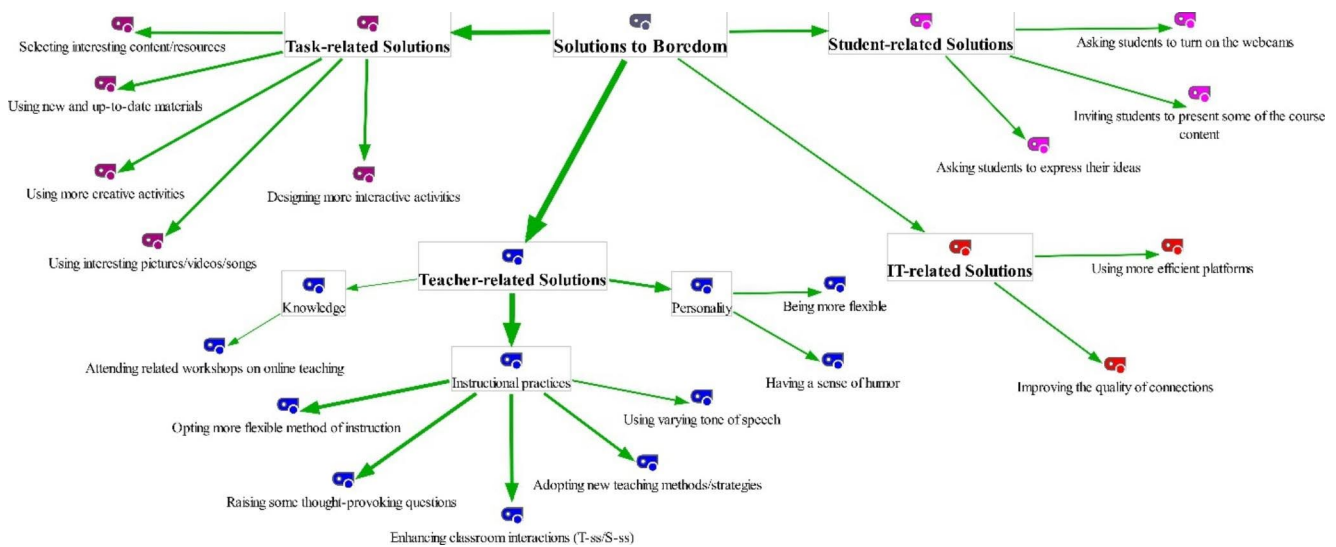 Task-related Solutions
Solutions to Boredom
Student-related Solutions
Selecting interesting content/resources
Asking students to turn on the webcams
Using new and up-to-date materials
Inviting students to present some of the course
content
Asking students to express their ideas
Using more creative activities
Designing more interactive activities
Using interesting pictures/videos/songs
Teacher-related Solutions
IT-related Solutions
Using more efficient platforms
Knowledge
Personality
Being more flexible
Attending related workshops on online teaching
Instructional practices
Having a sense of humor
Improving the quality of connections
Opting more flexible method of instruction
Using varying tone of speech
Raising some thought-provoking questions
Adopting new teaching methods/strategies
Enhancing classroom interactions (T-ss/S-ss)